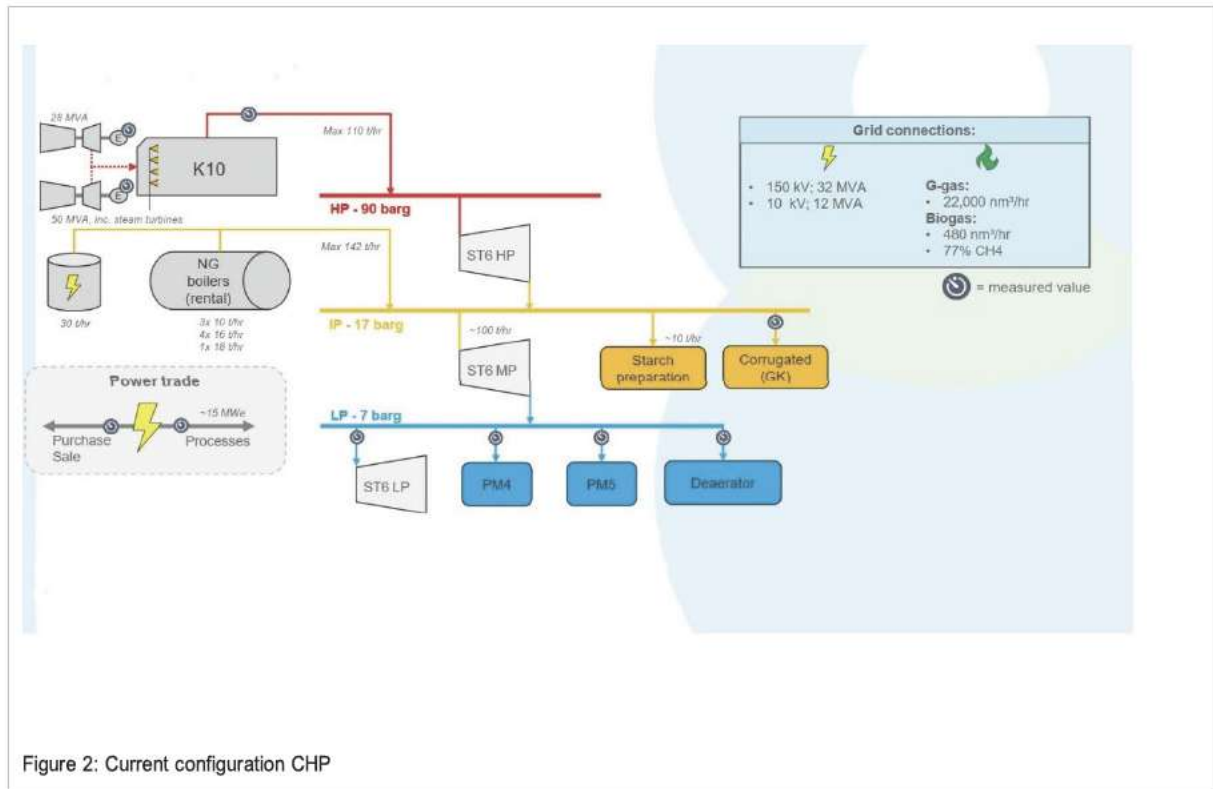 28 MVA
E
K10
E
50 MVA, inc. steam turbines
Max 110 t/hr
HP - 90 barg
Max 142 t/hr
ST6 HP
NG
boilers
(rental)
30 t/hr
3x 10 t/hr
4x 16 t/hr
1x 18 t/hr
IP - 17 barg
~100 t/hr
ST6 MP
~10 t/hr
Starch
preparation
Corrugated
(GK)
Power trade
~15 MWe
Purchase
Sale
Processes
LP - 7 barg
ST6 LP
PM4
PM5
Deaerator
Grid connections:
• 150 kV; 32 MVA
• 10 kV; 12 MVA
G-gas:
• 22,000 nm³/hr
Biogas:
• 480 nm³/hr
• 77% CH4
= measured value
Figure 2: Current configuration CHP